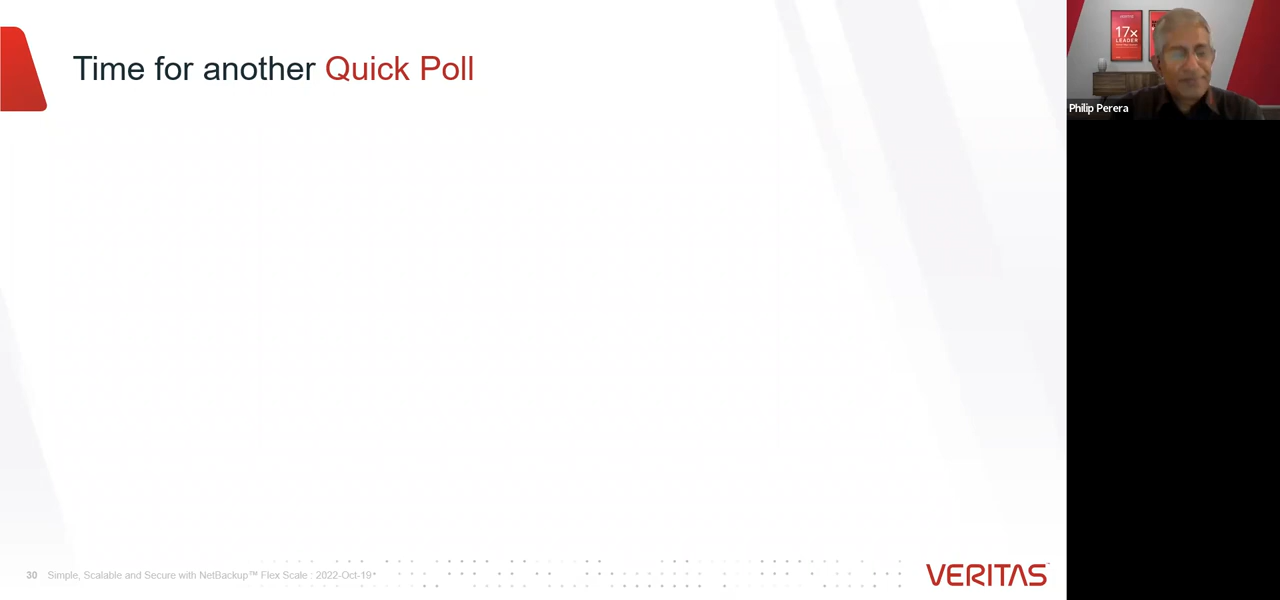 Time for another Quick Poll
17x
LEADER
Philip Perera
30 Simple, Scalable and Secure with NetBackup™ Flex Scale : 2022-Oct-19*
VERITAS